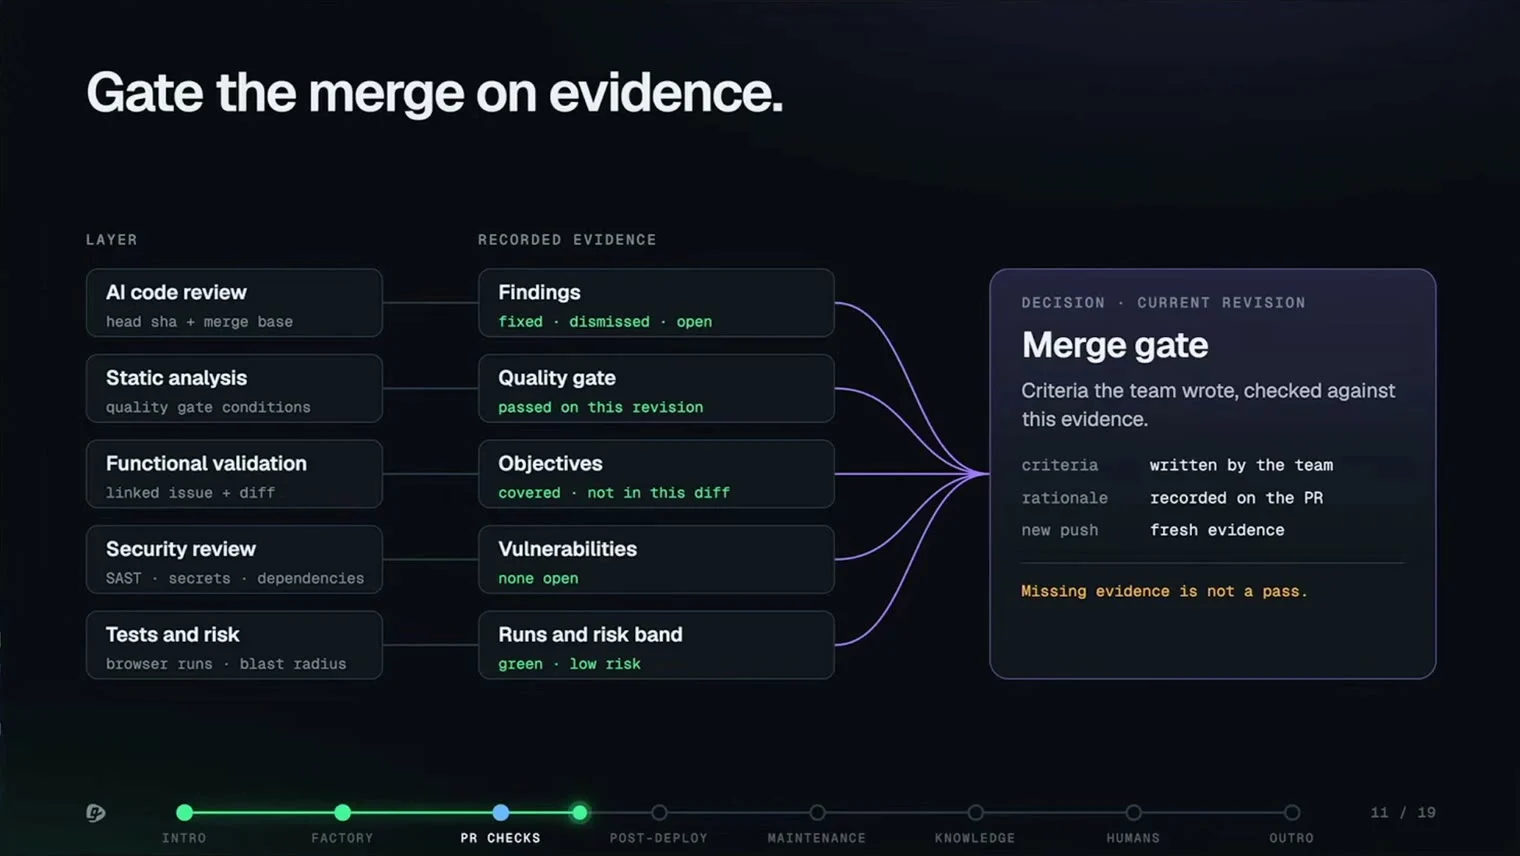 Gate the merge on evidence.
LAYER
RECORDED EVIDENCE
AI code review
head sha + merge base
Findings
fixed · dismissed · open
Static analysis
quality gate conditions
Quality gate
passed on this revision
Functional validation
linked issue + diff
Objectives
covered · not in this diff
Security review
SAST · secrets · dependencies
Vulnerabilities
none open
Tests and risk
browser runs · blast radius
Runs and risk band
green · low risk
DECISION · CURRENT REVISION
Merge gate
Criteria the team wrote, checked against
this evidence.
criteria written by the team
rationale recorded on the PR
new push fresh evidence
Missing evidence is not a pass.
INTRO
FACTORY
PR CHECKS
POST-DEPLOY
MAINTENANCE
KNOWLEDGE
HUMANS
OUTRO
11 / 19